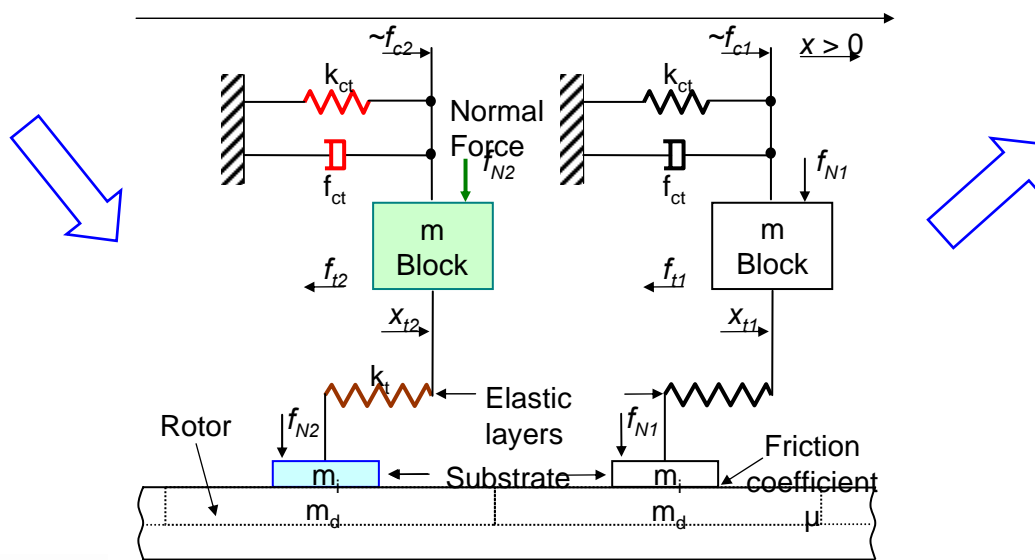 ~fc2
~fc1
x > 0
kct
kct
Normal
Force
fN2
fN1
fct
fct
m
Block
m
Block
ft2
ft1
xt2
xt1
kt
Elastic
layers
fN2
fN1
Rotor
Friction
coefficient
Substrate
mi
mi
md
md
μ